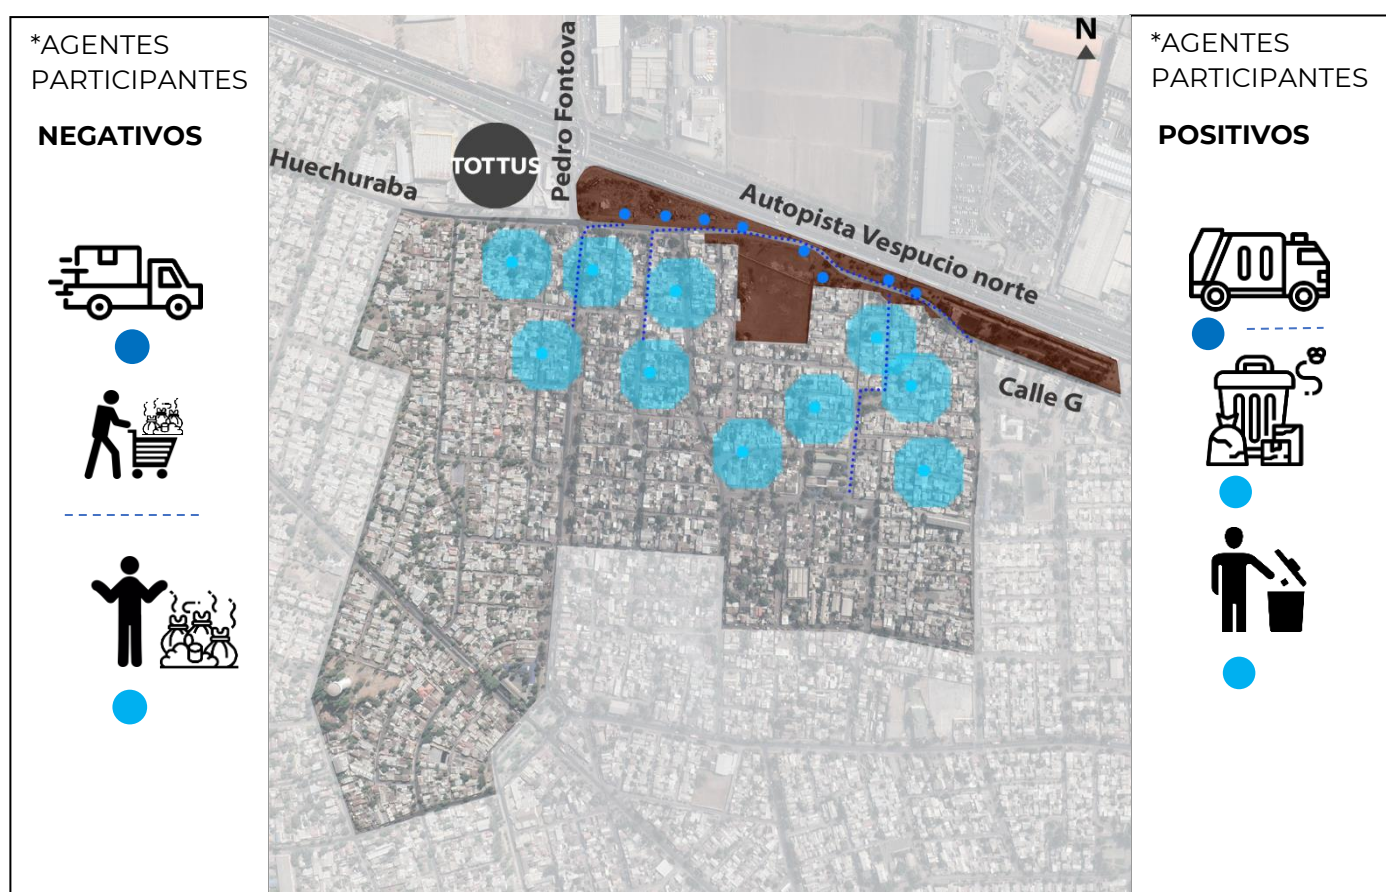 *AGENTES
PARTICIPANTES
NEGATIVOS
N
Pedro Fontova
TOTTUS
Huechuraba
Autopista Vespucio norte
Calle G
*AGENTES
PARTICIPANTES
POSITIVOS